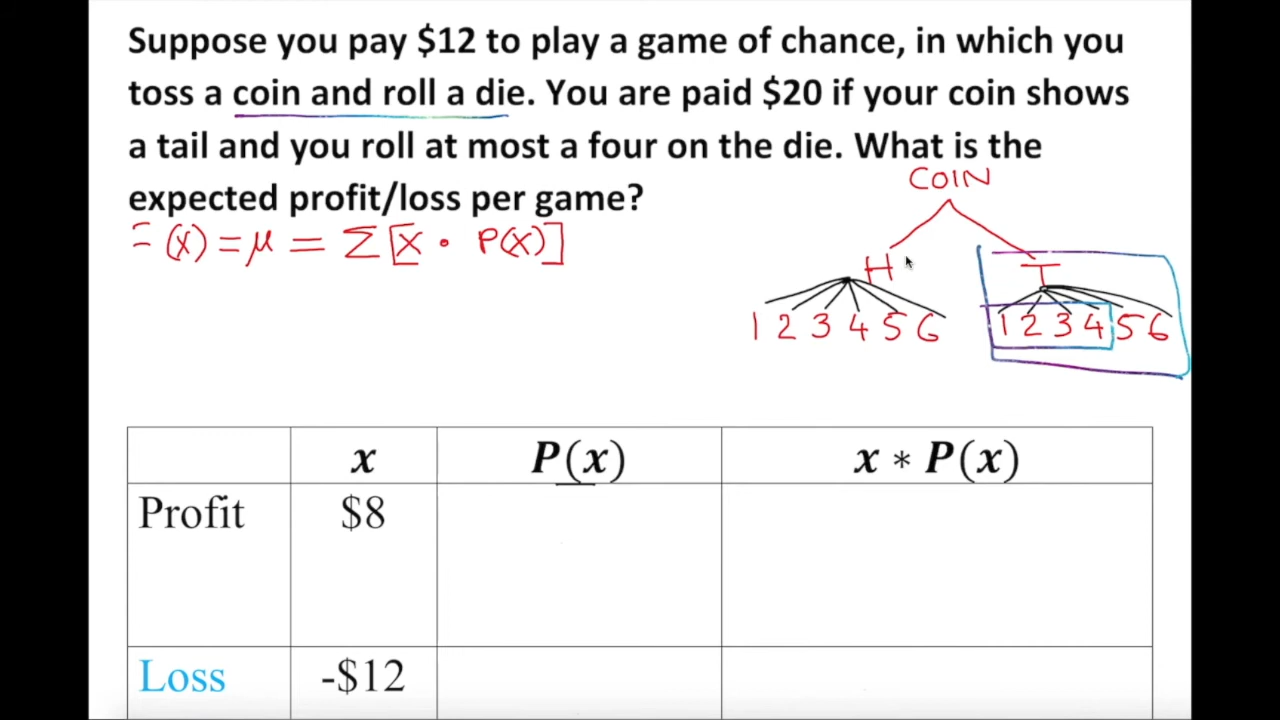 Suppose you pay $12 to play a game of chance, in which you
toss a coin and roll a die. You are paid $20 if your coin shows
a tail and you roll at most a four on the die. What is the
expected profit/loss per game?
COIN
(x) = μ = Σ [x • P(x)]
H T
1 2 3 4 5 6 1 2 3 4 5 6
x P(x) x ∗ P(x)
Profit $8
Loss -$12